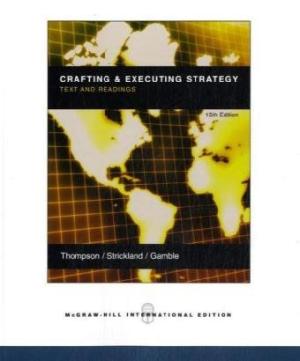 CRAFTING & EXECUTING STRATEGY
TEXT AND READINGS
15th Edition
Thompson / Strickland / Gamble
McGRAW-HILL INTERNATIONAL EDITION